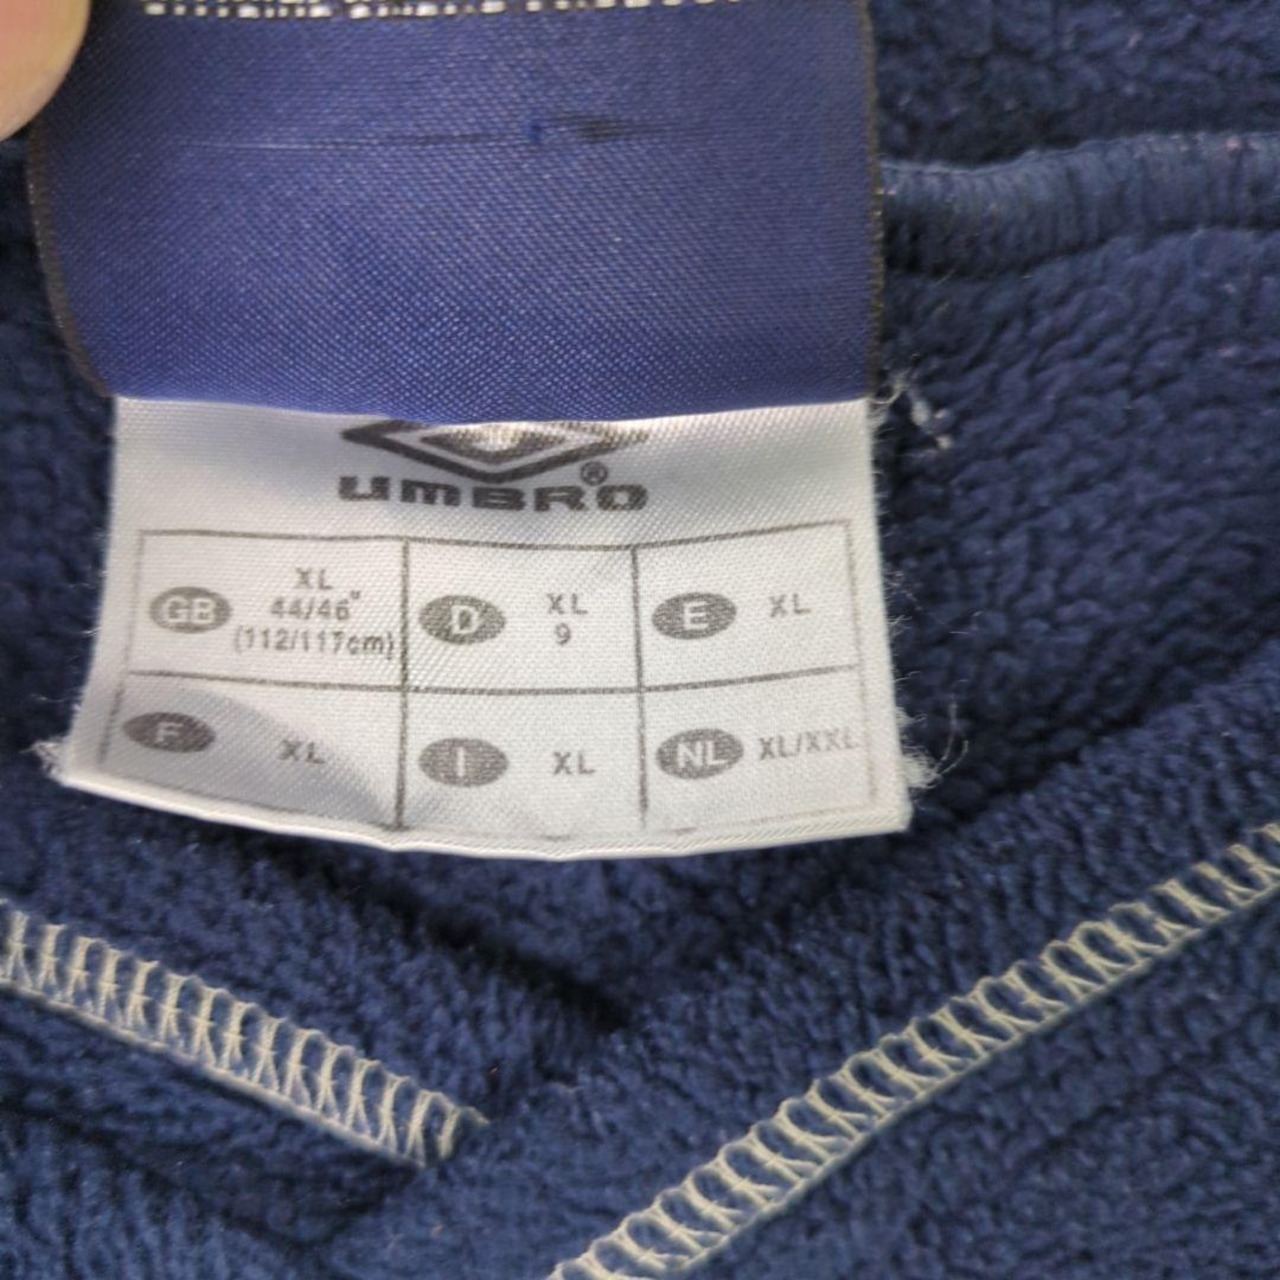 UMBRO®
GB XL 44/46" (112/117cm)
D XL 9
E XL
F XL
I XL
NL XL/XXL